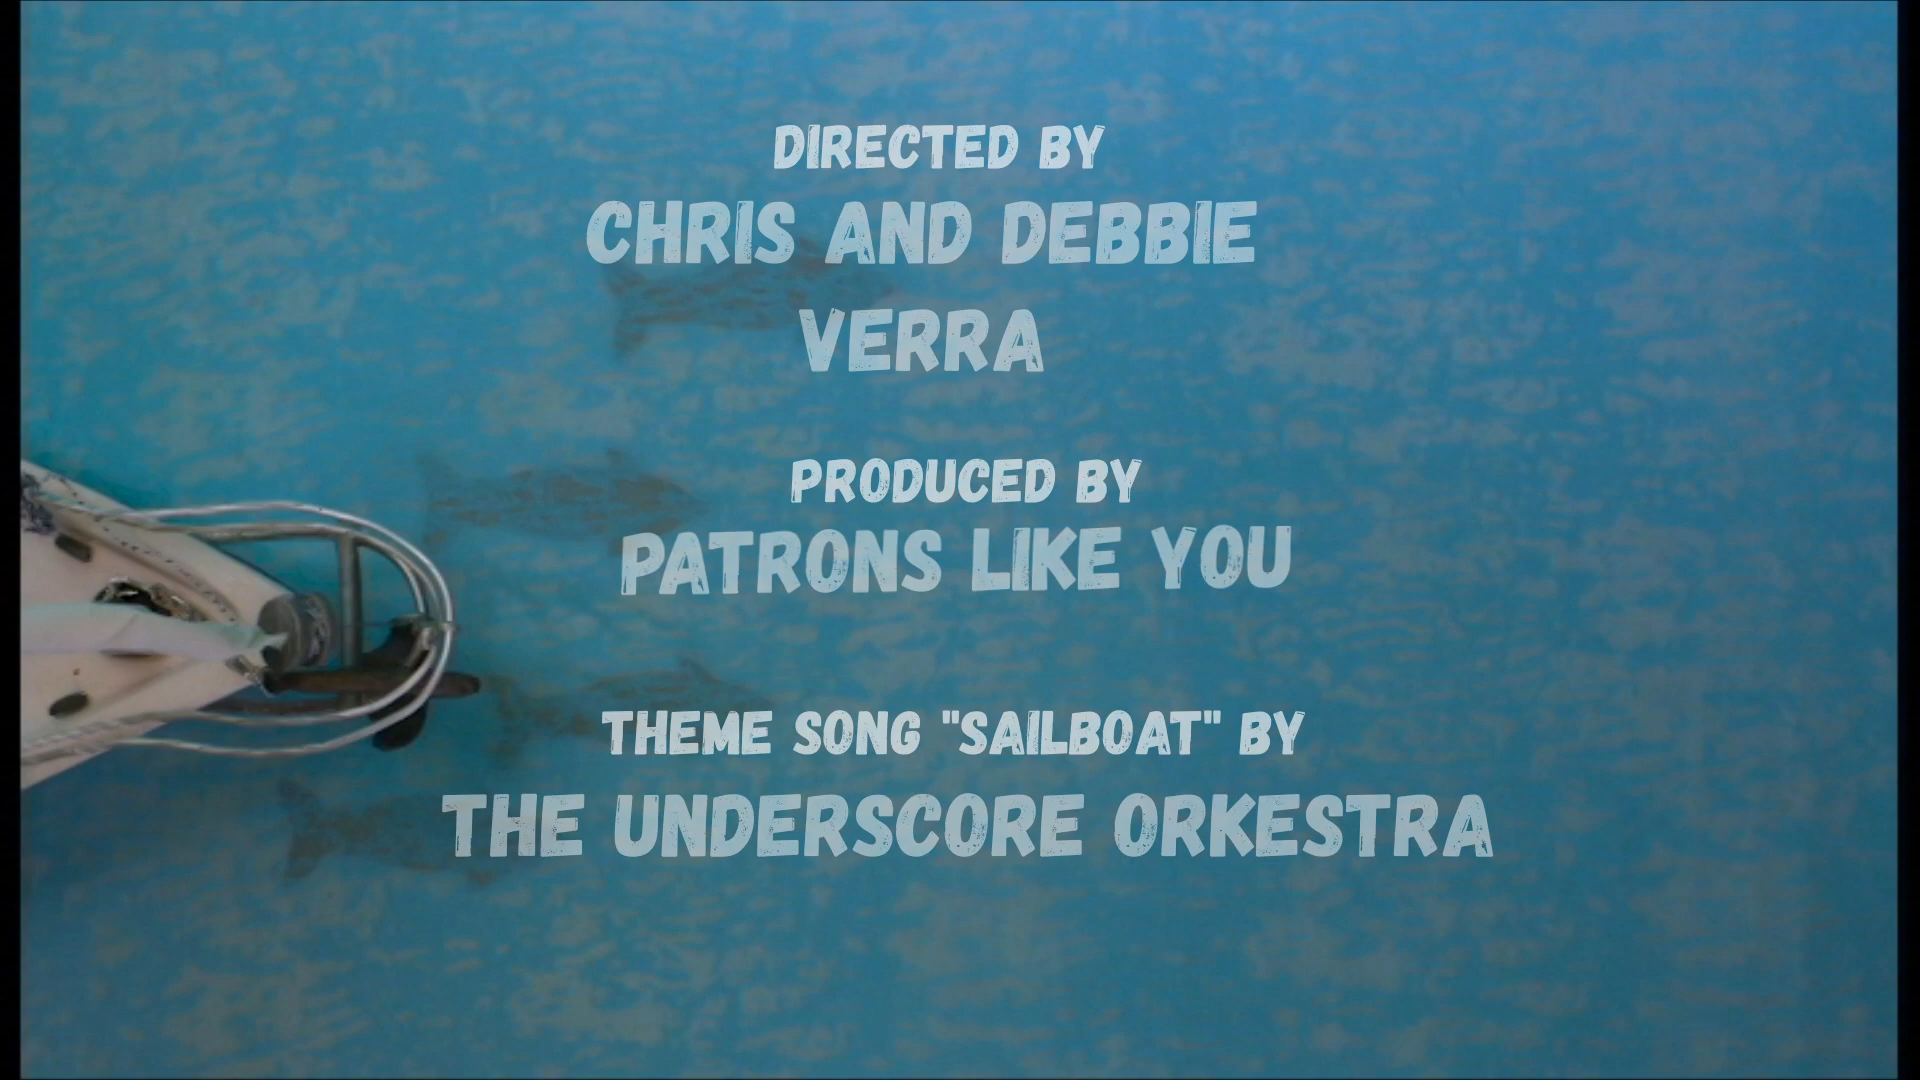 DIRECTED BY
CHRIS AND DEBBIE
VERRA
PRODUCED BY
PATRONS LIKE YOU
THEME SONG "SAILBOAT" BY
THE UNDERSCORE ORKESTRA